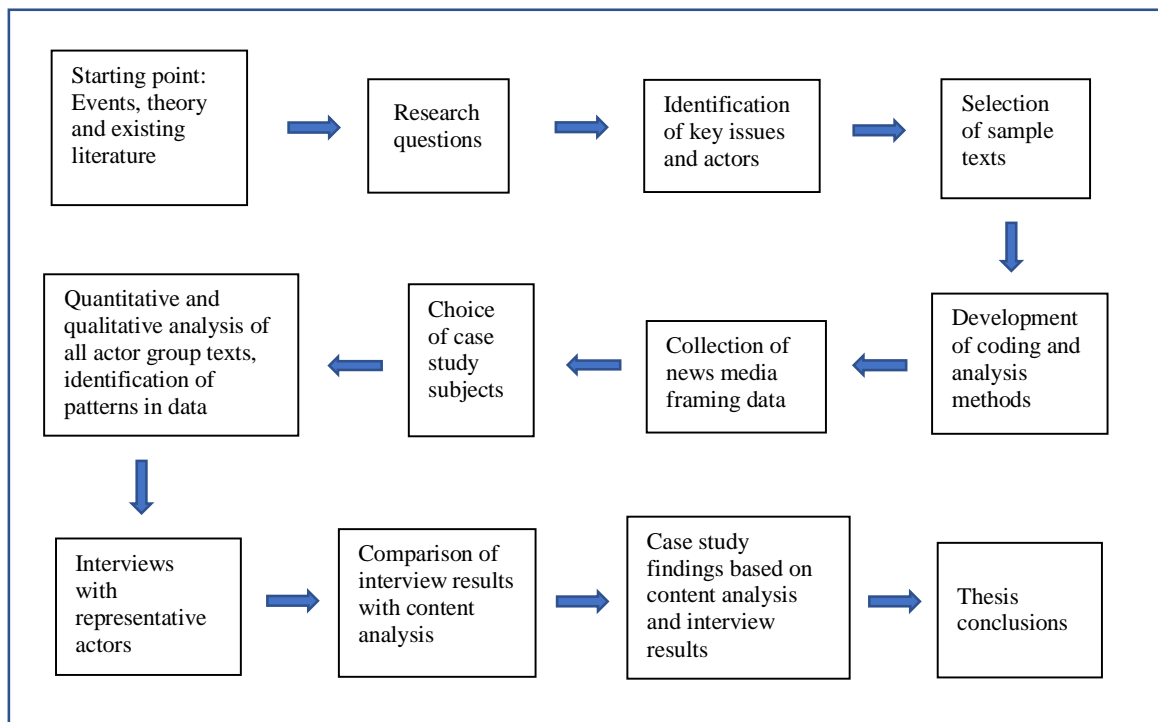 Starting point:
Events, theory
and existing
literature
Research
questions
Identification
of key issues
and actors
Selection
of sample
texts
Development
of coding and
analysis
methods
Collection of
news media
framing data
Choice
of case
study
subjects
Quantitative and
qualitative analysis of
all actor group texts,
identification of
patterns in data
Interviews
with
representative
actors
Comparison of
interview results
with content
analysis
Case study
findings based on
content analysis
and interview
results
Thesis
conclusions